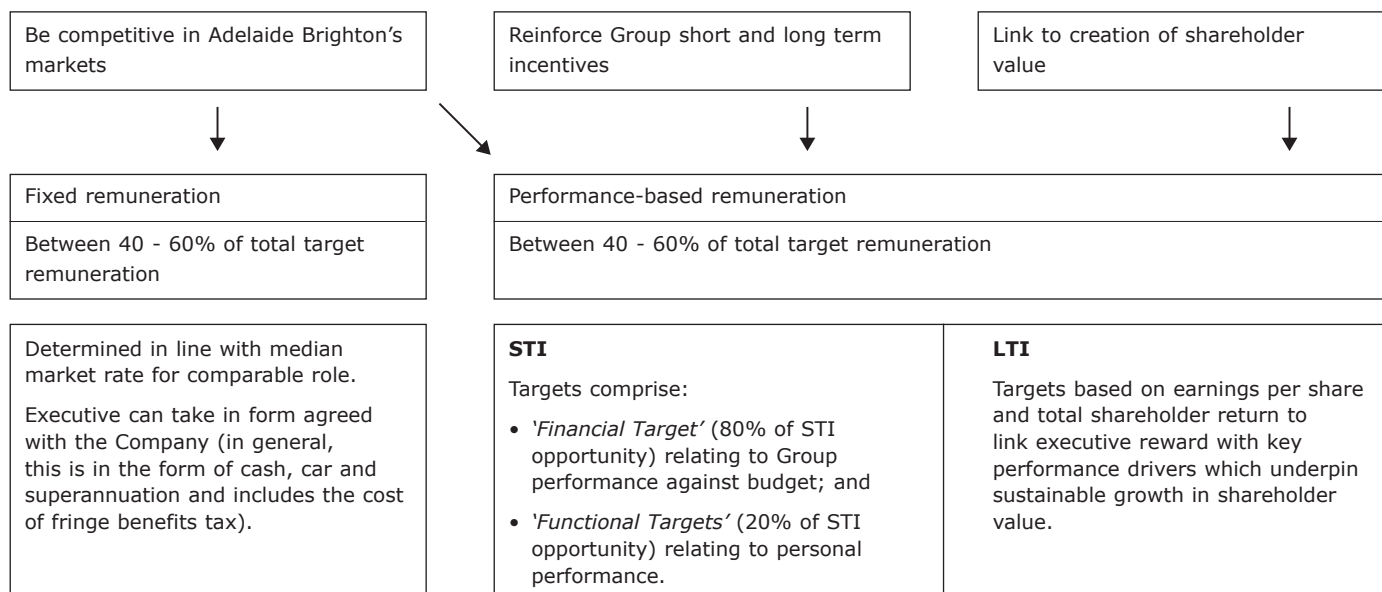 Be competitive in Adelaide Brighton’s
markets
Reinforce Group short and long term
incentives
Link to creation of shareholder
value
Fixed remuneration
Between 40 - 60% of total target
remuneration
Performance-based remuneration
Between 40 - 60% of total target remuneration
Determined in line with median
market rate for comparable role.
Executive can take in form agreed
with the Company (in general,
this is in the form of cash, car and
superannuation and includes the cost
of fringe benefits tax).
STI
Targets comprise:
• ‘Financial Target’ (80% of STI
opportunity) relating to Group
performance against budget; and
• ‘Functional Targets’ (20% of STI
opportunity) relating to personal
performance.
LTI
Targets based on earnings per share
and total shareholder return to
link executive reward with key
performance drivers which underpin
sustainable growth in shareholder
value.